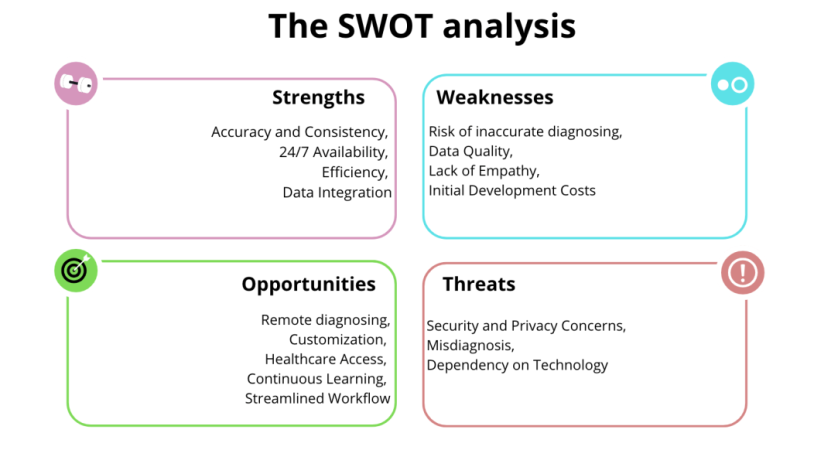 The SWOT analysis
Strengths
Accuracy and Consistency,
24/7 Availability,
Efficiency,
Data Integration
Weaknesses
Risk of inaccurate diagnosing,
Data Quality,
Lack of Empathy,
Initial Development Costs
Opportunities
Remote diagnosing,
Customization,
Healthcare Access,
Continuous Learning,
Streamlined Workflow
Threats
Security and Privacy Concerns,
Misdiagnosis,
Dependency on Technology